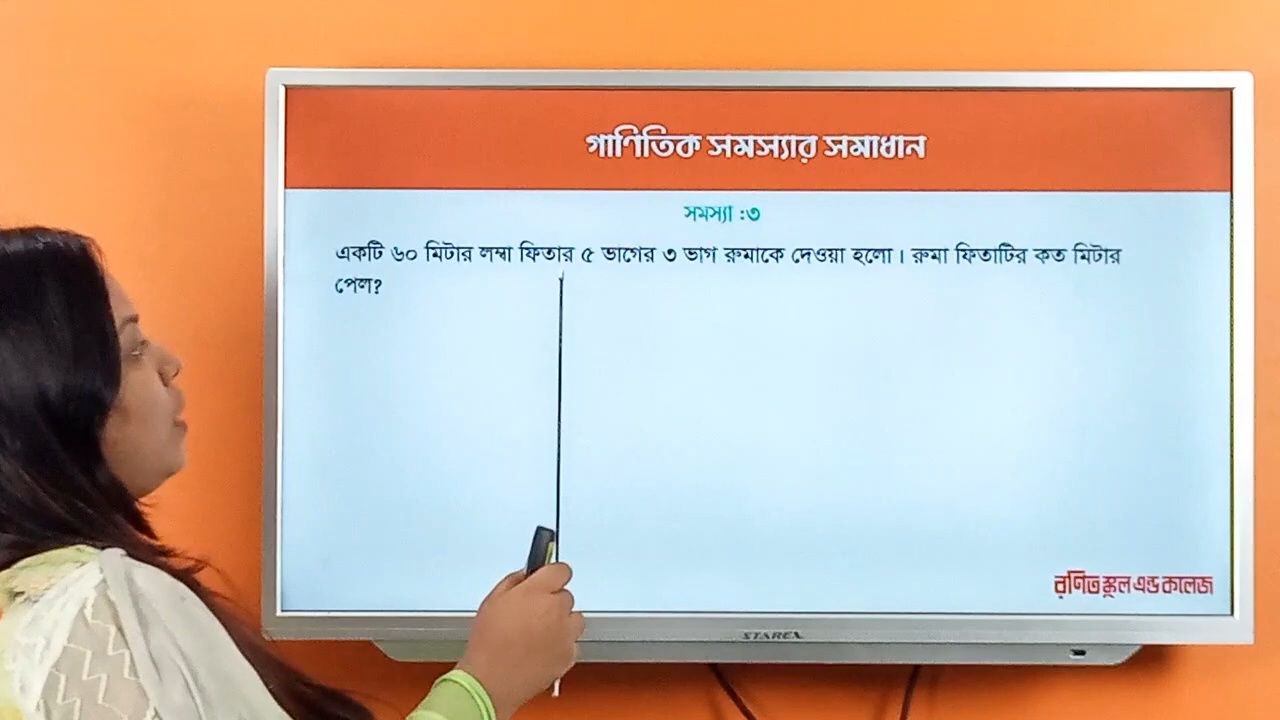 গাণিতিক সমস্যার সমাধান
সমস্যা :৩
একটি ৬০ মিটার লম্বা ফিতার ৫ ভাগের ৩ ভাগ রুমাকে দেওয়া হলো। রুমা ফিতাটির কত মিটার
পেল?
রণিত স্কুল এন্ড কলেজ
STAREX